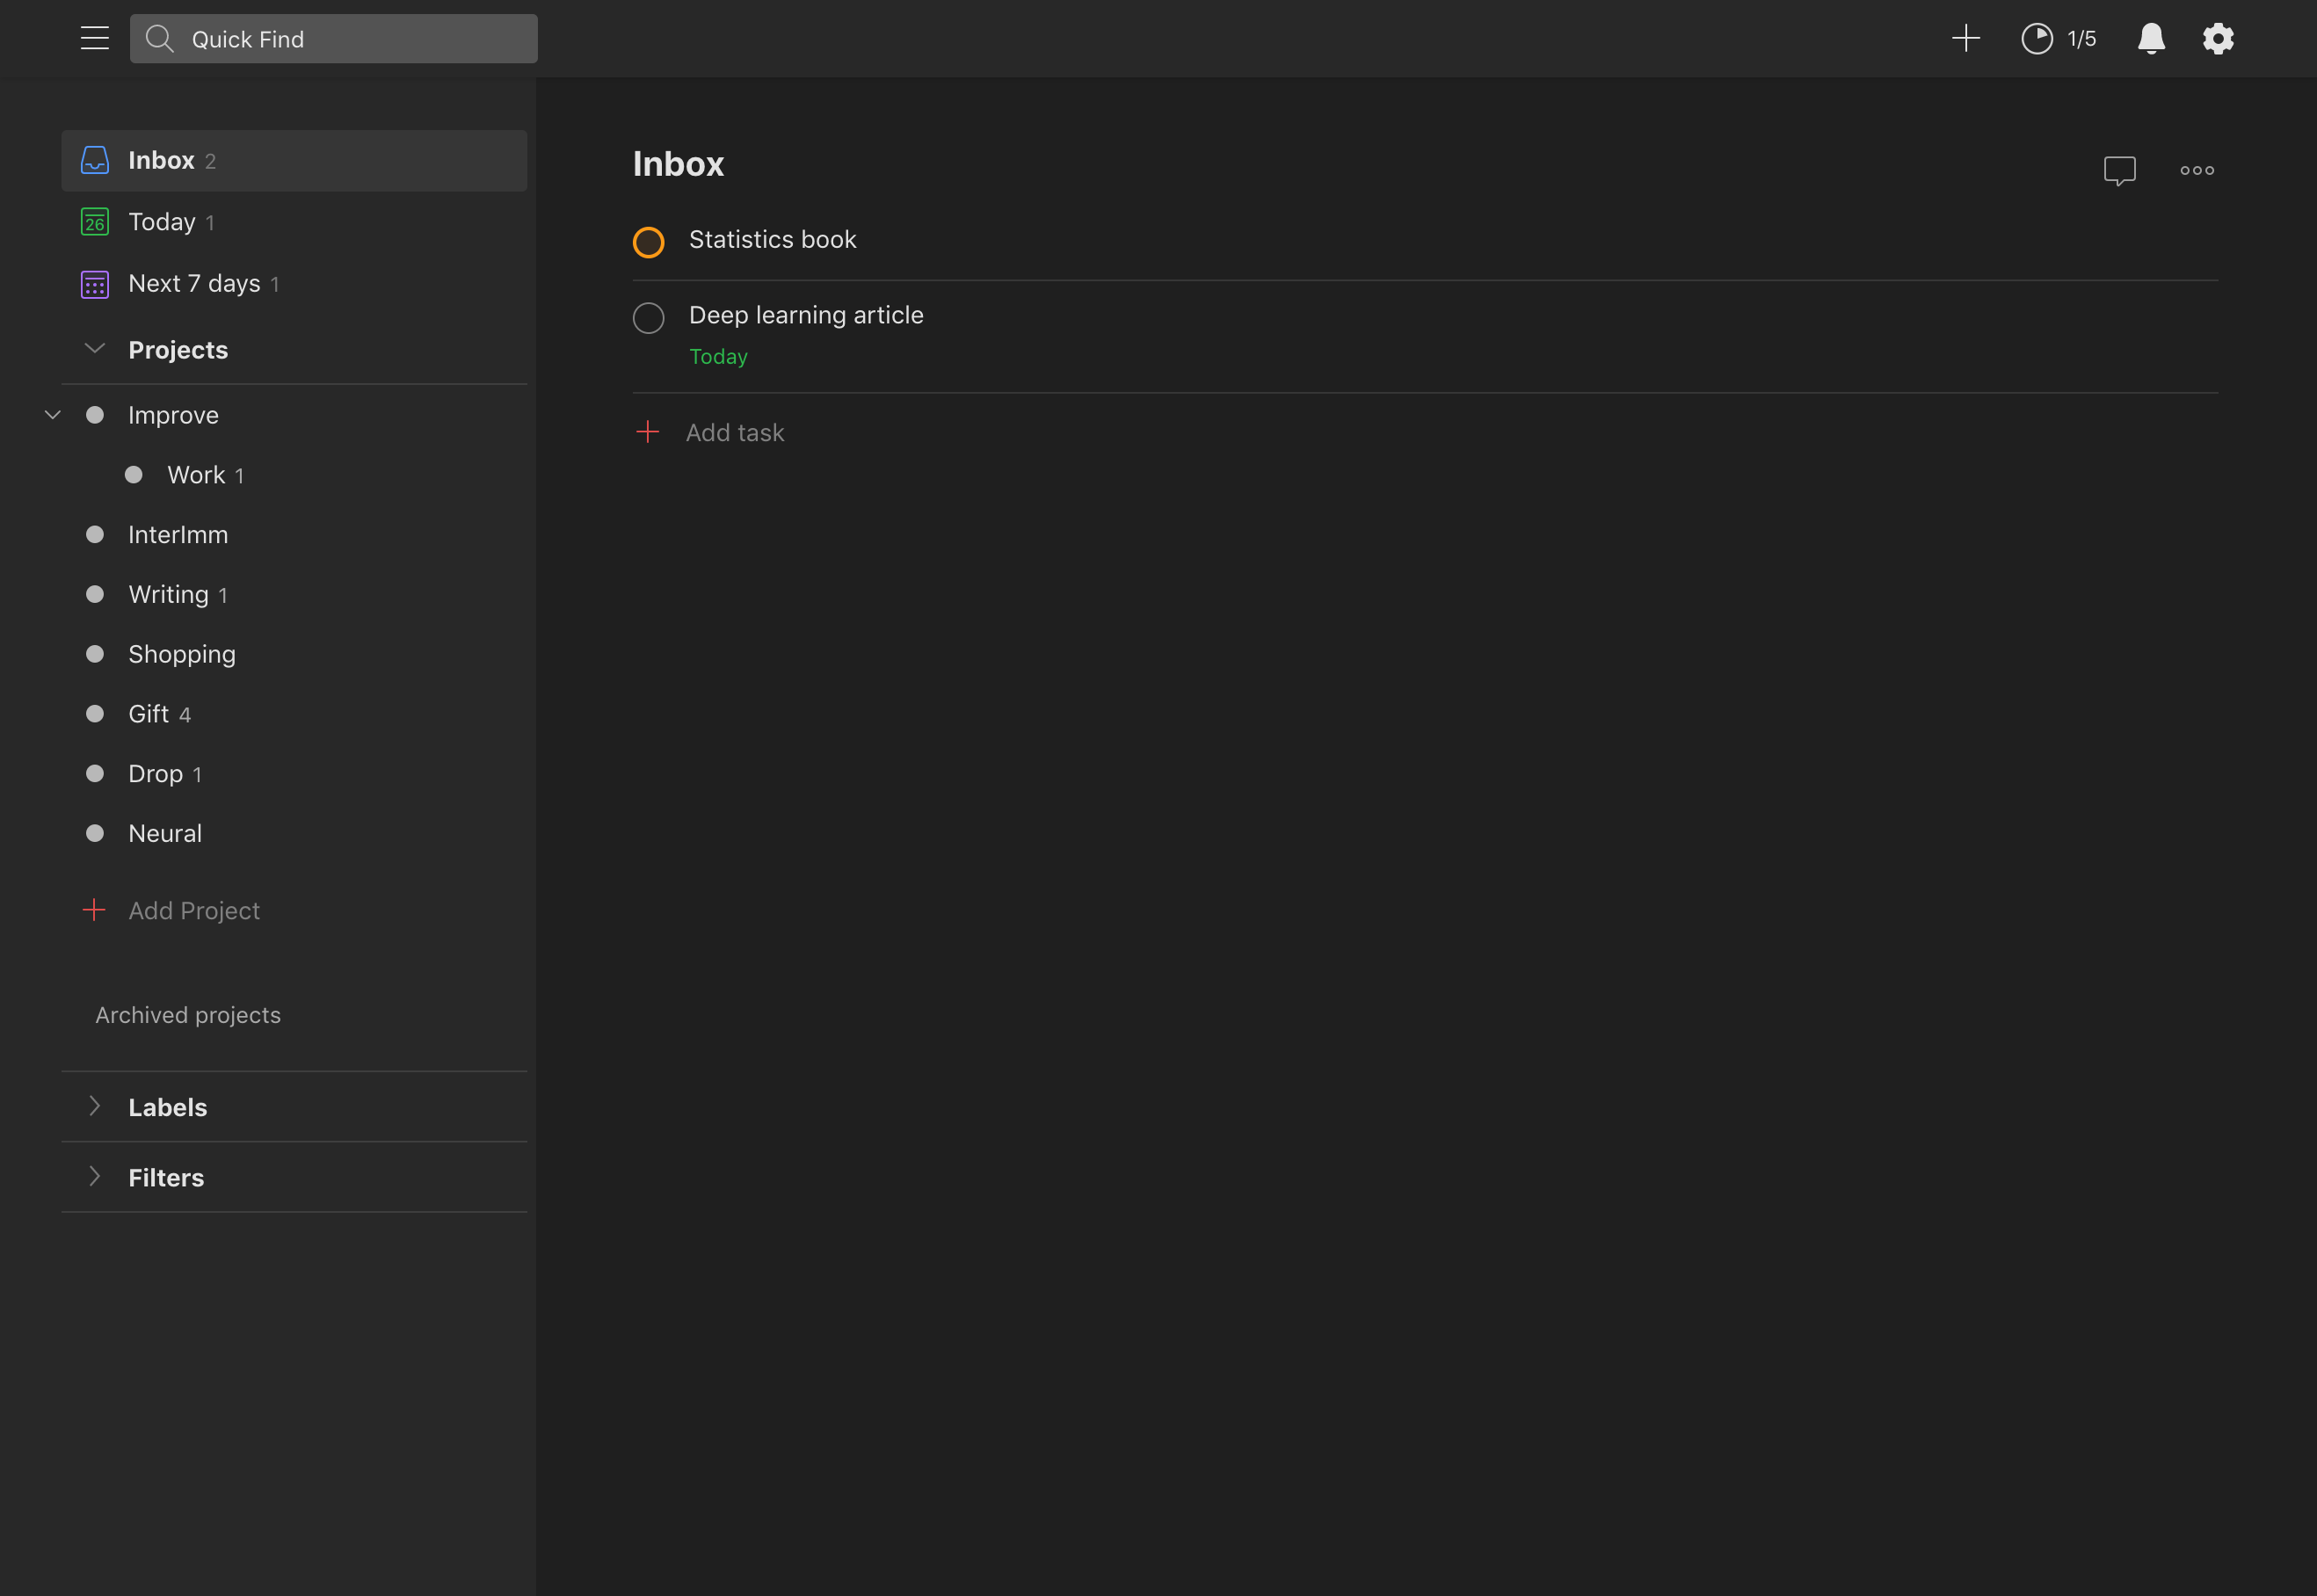 Quick Find
1/5
Inbox 2
26
Today 1
Next 7 days 1
Projects
Improve
Work 1
InterImm
Writing 1
Shopping
Gift 4
Drop 1
Neural
Add Project
Archived projects
Labels
Filters
Inbox
Statistics book
Deep learning article
Today
Add task